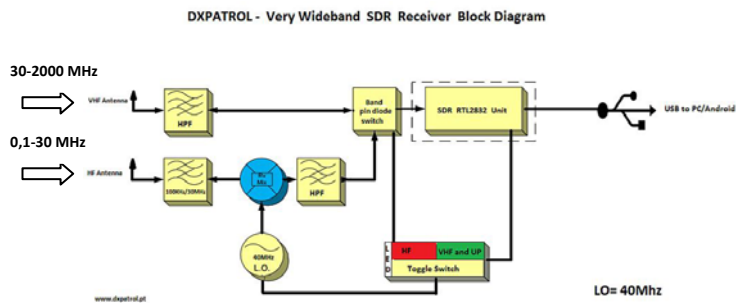 DXPATROL - Very Wideband SDR Receiver Block Diagram
30-2000 MHz
VHF Antenna
HPF
Band
pin diode
switch
SDR RTL2832 Unit
USB to PC/Android
0,1-30 MHz
HF Antenna
100KHz/30MHz
Rx
Mix
HPF
40MHz
L.O.
LED
HF
VHF and UP
Toggle Switch
LO= 40Mhz
www.dxpatrol.pt